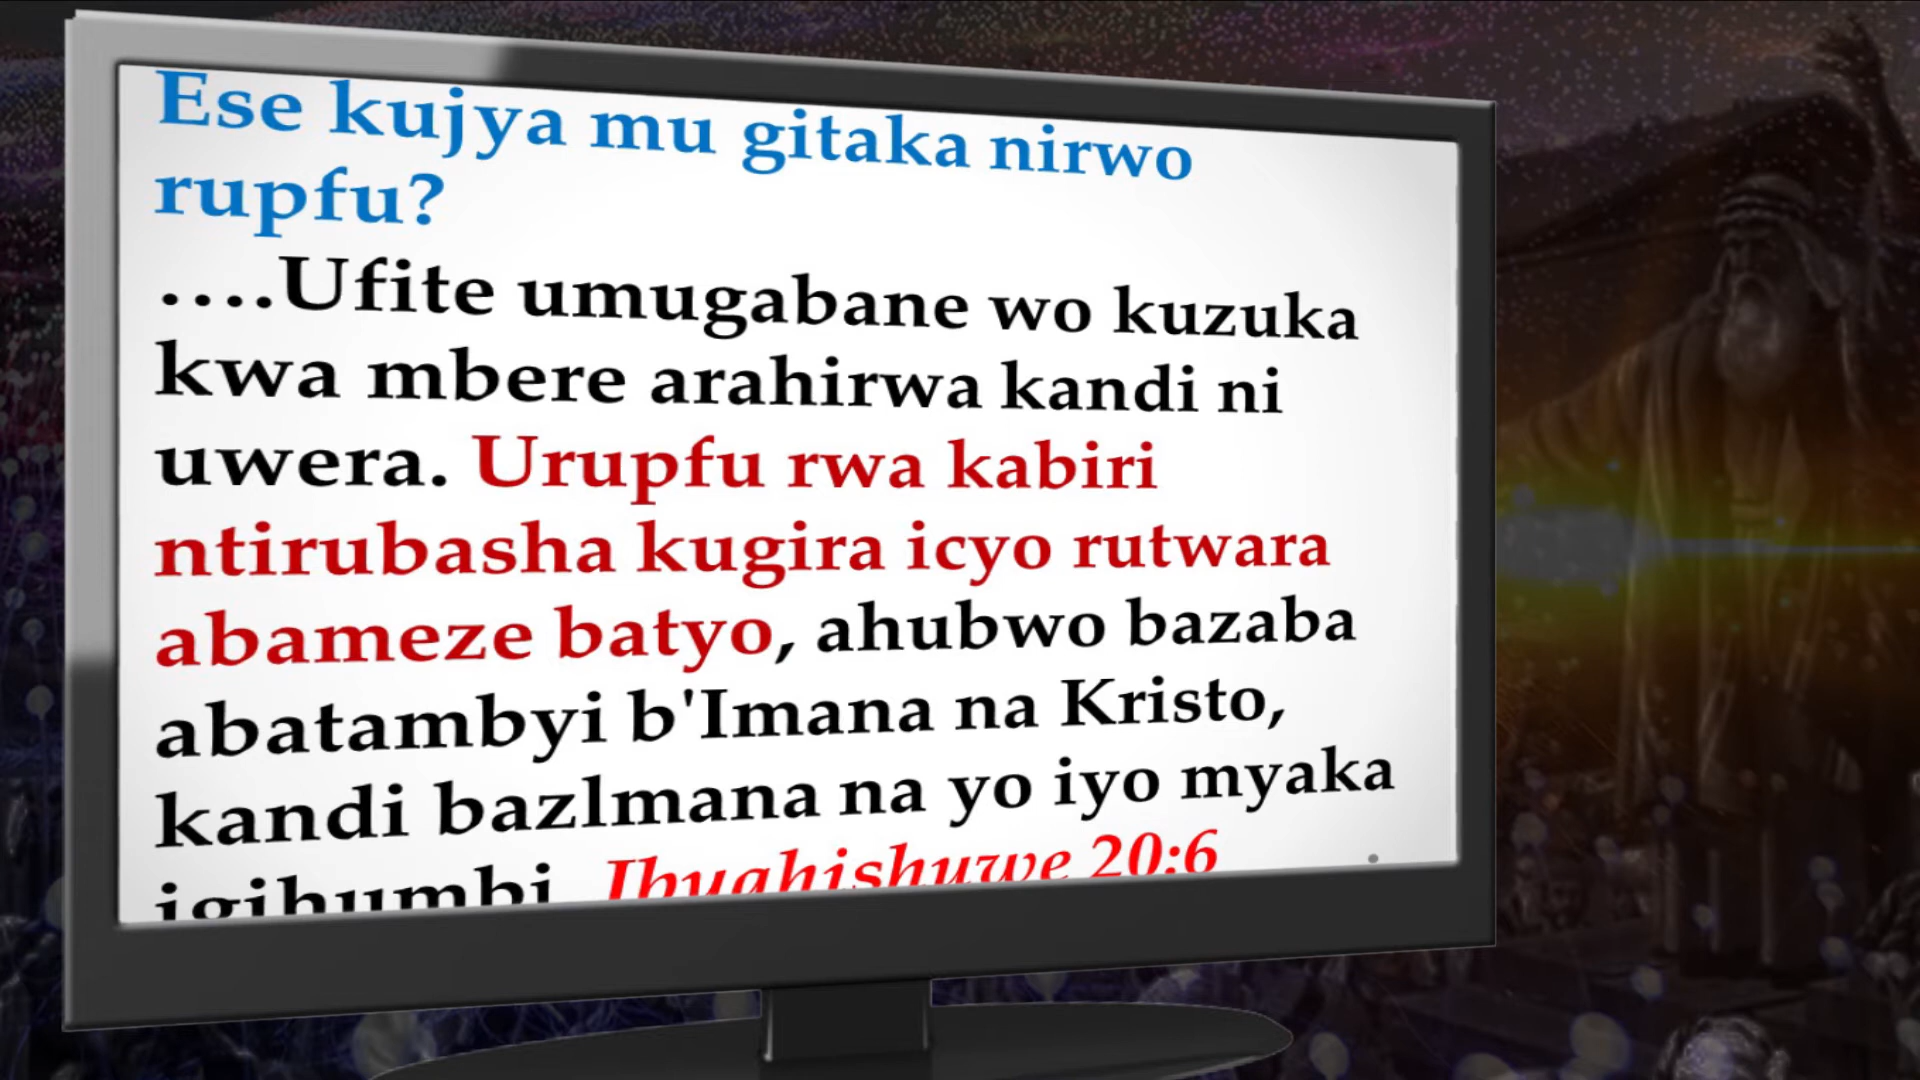 Ese kujya mu gitaka nirwo
rupfu?
….Ufite umugabane wo kuzuka
kwa mbere arahirwa kandi ni
uwera. Urupfu rwa kabiri
ntirubasha kugira icyo rutwara
abameze batyo, ahubwo bazaba
abatambyi b'Imana na Kristo,
kandi bazlmana na yo iyo myaka
igihumbi. Ibyahishuwe 20:6